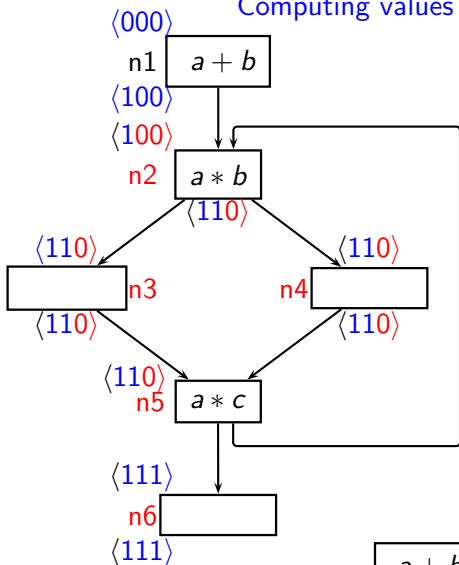 Computing values
⟨000⟩
n1 a + b
⟨100⟩
⟨100⟩
n2 a ∗ b
⟨110⟩
⟨110⟩ ⟨110⟩
n3 n4
⟨110⟩ ⟨110⟩
⟨110⟩
n5 a ∗ c
⟨111⟩
n6
⟨111⟩
a + b